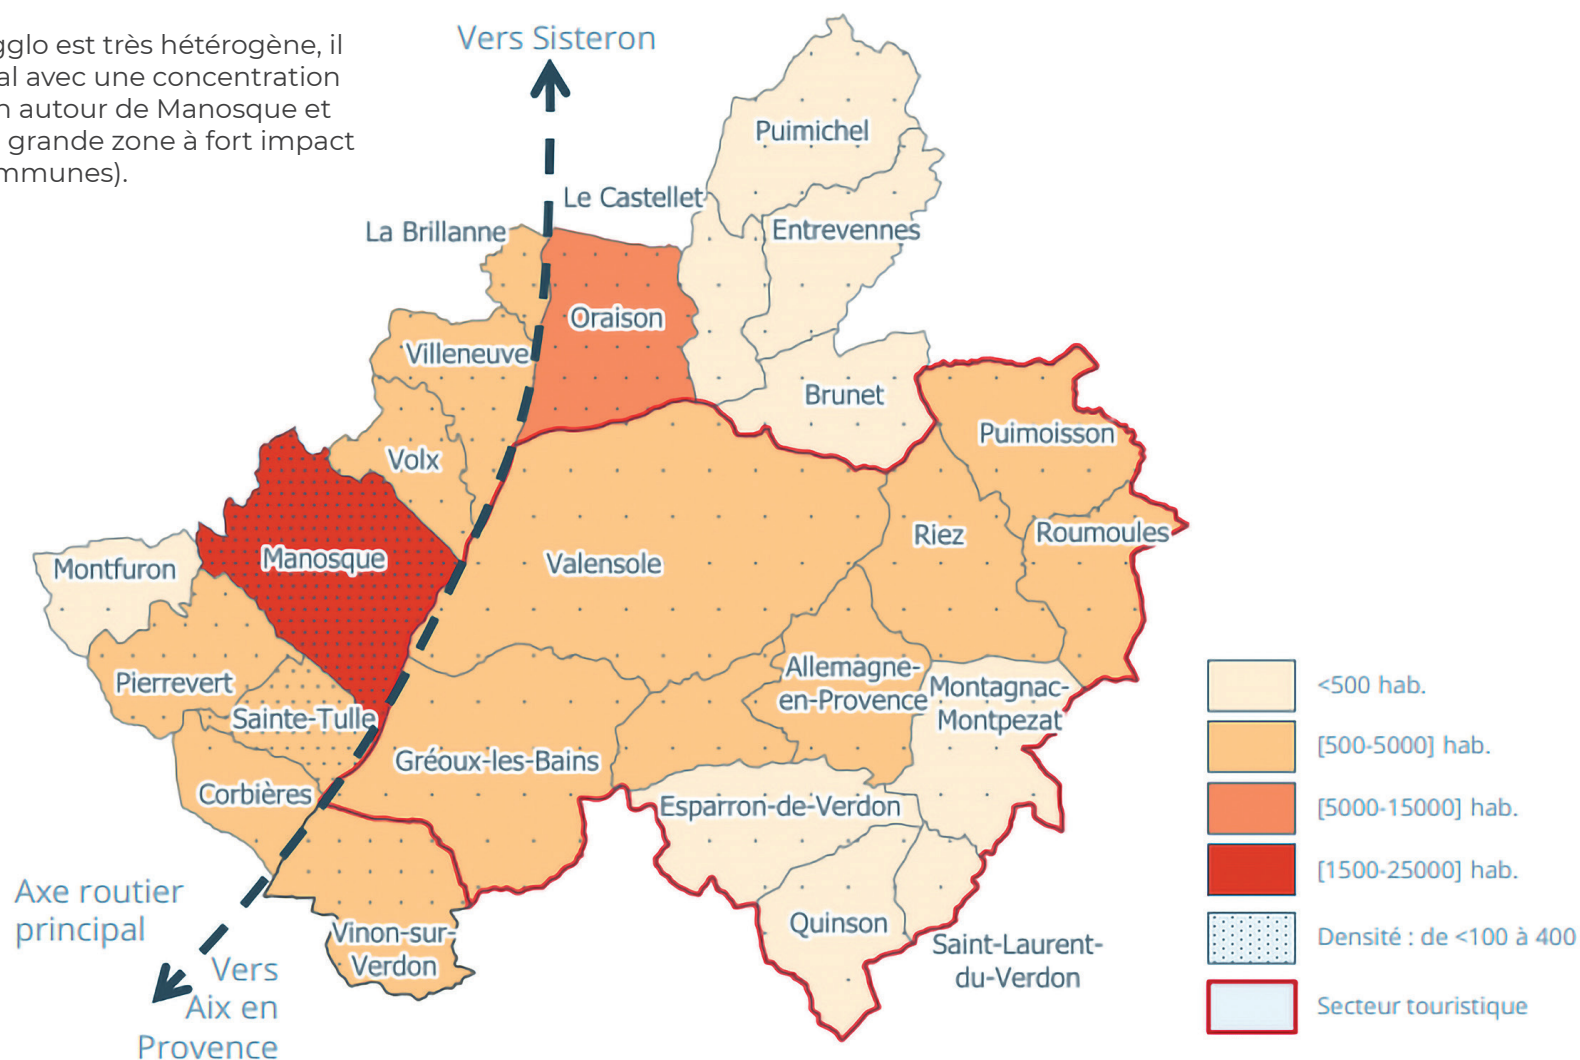 gglo est très hétérogène, il
al avec une concentration
n autour de Manosque et
grande zone à fort impact
mmunes).
Vers Sisteron
Puimichel
Le Castellet
La Brillanne
Entrevennes
Oraison
Villeneuve
Brunet
Puimoisson
Volx
Riez
Roumoules
Manosque
Valensole
Montfuron
Allemagne-
en-Provence
Pierrevert
Montagnac-
Montpezat
Sainte-Tulle
Gréoux-les-Bains
Corbières
Esparron-de-Verdon
Quinson
Vinon-sur-
Verdon
Saint-Laurent-
du-Verdon
Axe routier
principal
Vers
Aix en
Provence
<500 hab.
[500-5000] hab.
[5000-15000] hab.
[1500-25000] hab.
Densité : de <100 à 400
Secteur touristique